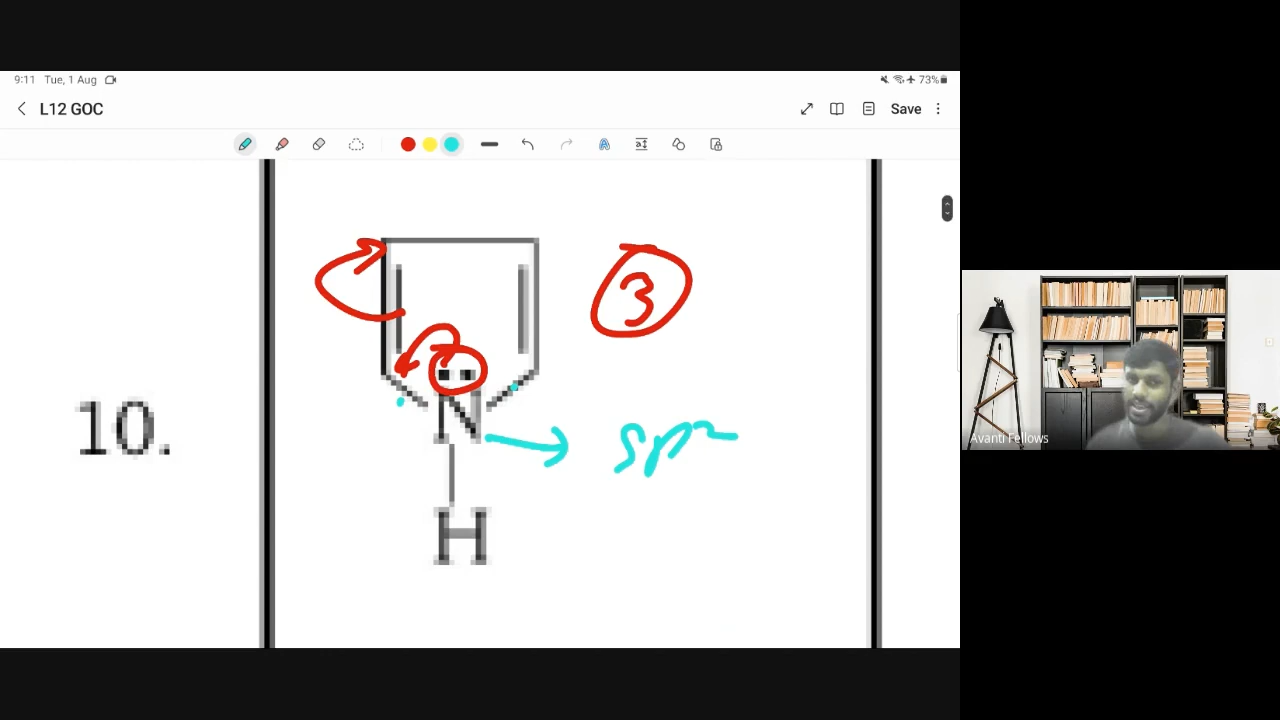 9:11 Tue, 1 Aug 73%
L12 GOC
Save
3
10.
N
sp2
H
Avanti Fellows